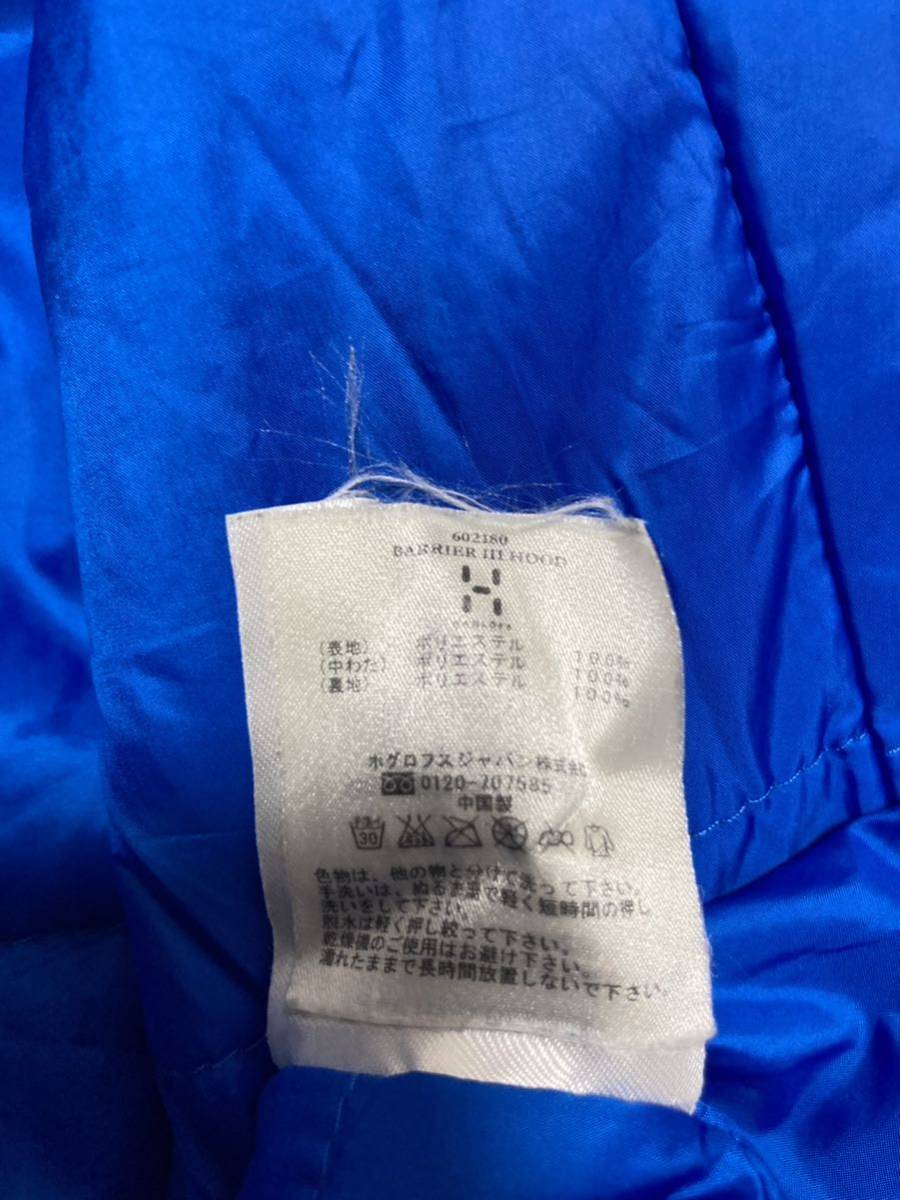 602180
BARRIER III HOOD
HAGLÖFS
(表地) ポリエステル 100%
(中わた) ポリエステル 100%
(裏地) ポリエステル 100%
ホグロフスジャパン株式会社
0120-707585
中国製
30
色物は、他の物と分けて洗って下さい。
手洗いは、ぬるま湯で軽く短時間の押し
洗いをして下さい。
脱水は軽く押し絞って下さい。
乾燥機のご使用はお避け下さい。
濡れたままで長時間放置しないで下さい。